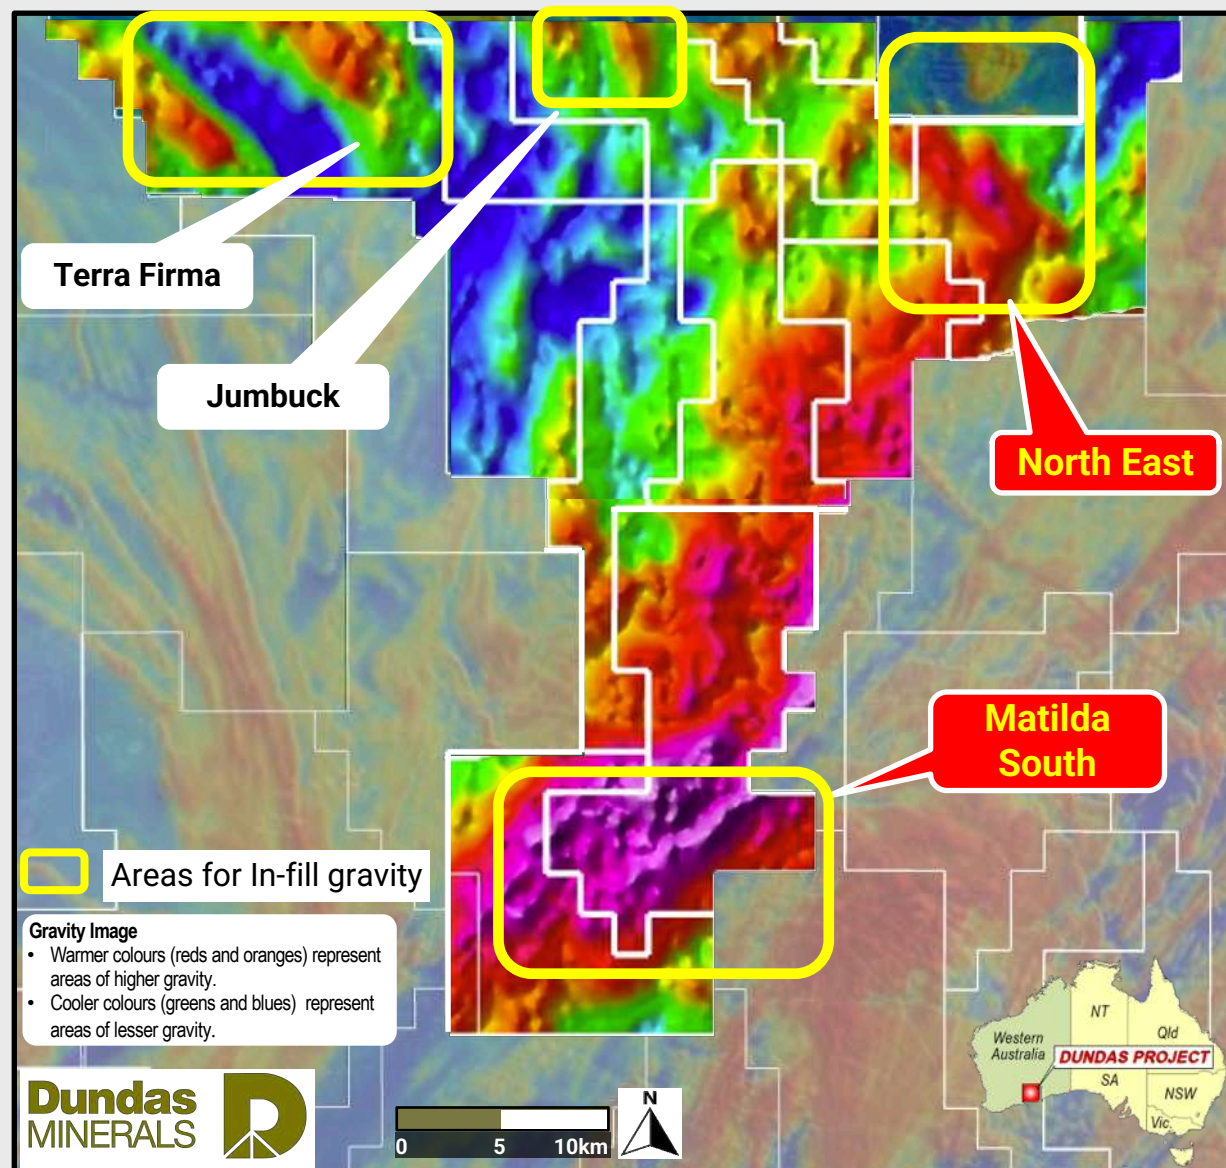 Terra Firma
Jumbuck
North East
Matilda
South
Areas for In-fill gravity
Gravity Image
• Warmer colours (reds and oranges) represent
areas of higher gravity.
• Cooler colours (greens and blues) represent
areas of lesser gravity.
Dundas
MINERALS
0 5 10km
N
NT
Western
Australia
Qld
DUNDAS PROJECT
SA
NSW
Vic.